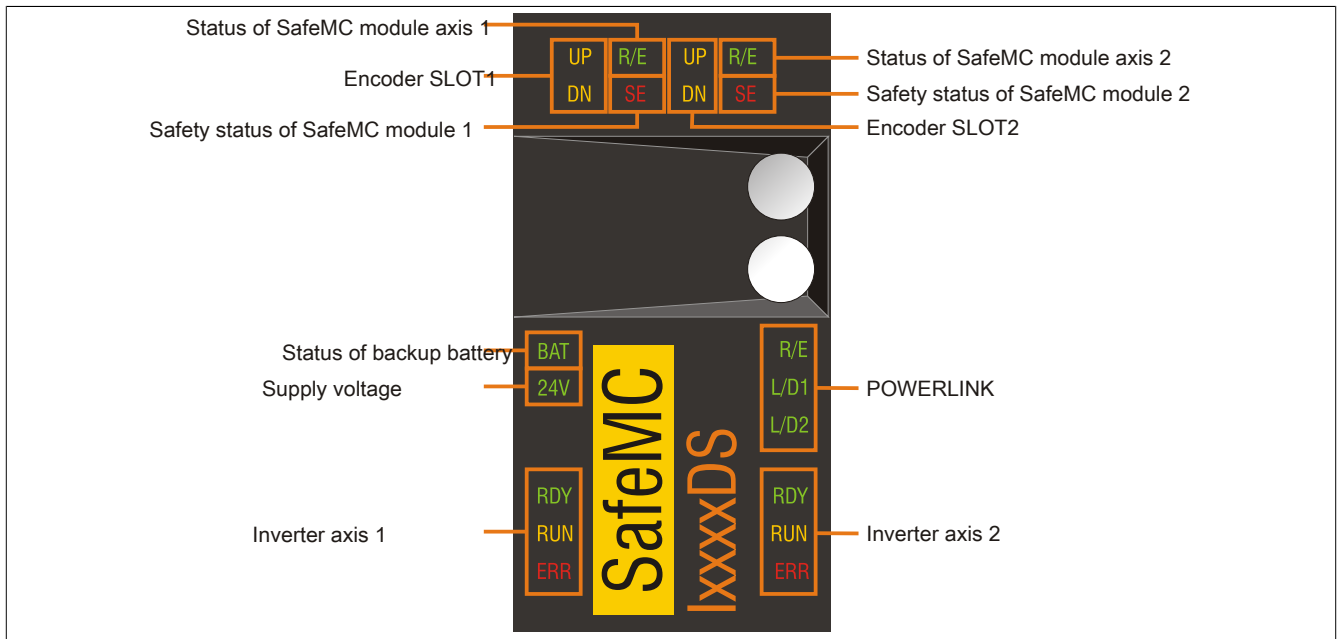 Status of SafeMC module axis 1
UP R/E UP R/E
Status of SafeMC module axis 2
Encoder SLOT1
DN SE DN SE
Safety status of SafeMC module 2
Safety status of SafeMC module 1
Encoder SLOT2
Status of backup battery
BAT
R/E
Supply voltage
24V
L/D1
POWERLINK
L/D2
SafeMC
IxxxxDS
RDY
RDY
Inverter axis 1
RUN
RUN
Inverter axis 2
ERR
ERR